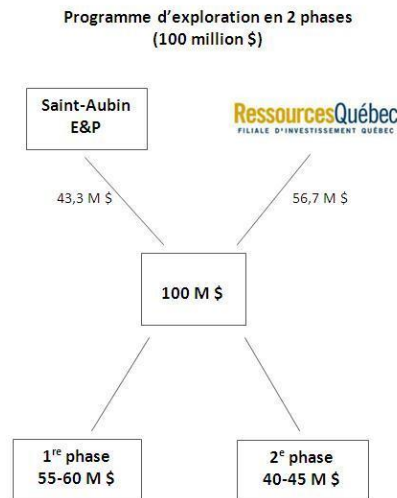 Programme d’exploration en 2 phases
(100 million $)
Saint-Aubin
E&P
RessourcesQuébec
FILIALE D'INVESTISSEMENT QUÉBEC
43,3 M $
56,7 M $
100 M $
1re phase
55-60 M $
2e phase
40-45 M $